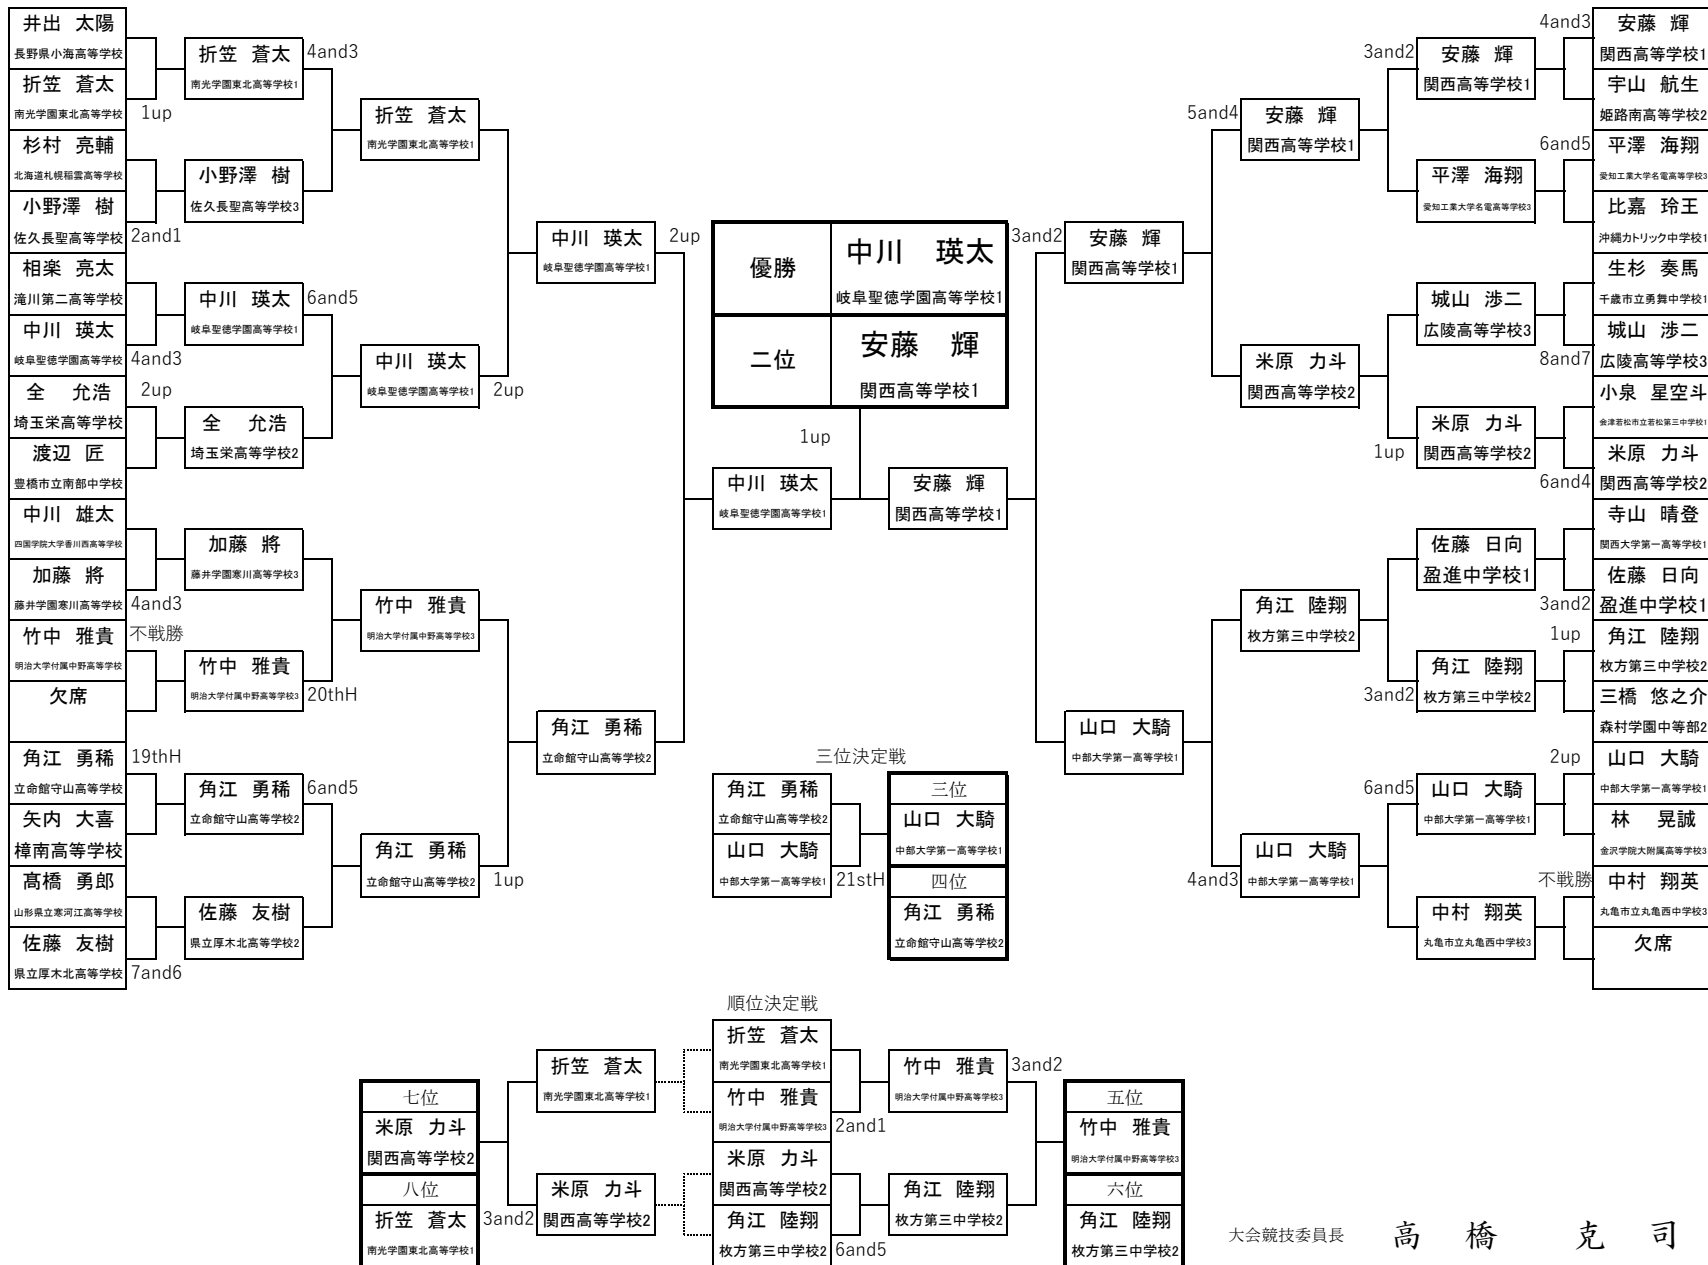 井出 太陽
長野県小海高等学校
折笠 蒼太
南光学園東北高等学校
1up
杉村 亮輔
北海道札幌稲雲高等学校
小野澤 樹
佐久長聖高等学校
2and1
相楽 亮太
滝川第二高等学校
中川 瑛太
岐阜聖徳学園高等学校
4and3
全 允浩
埼玉栄高等学校
2up
渡辺 匠
豊橋市立南部中学校
中川 雄太
四国学院大学香川西高等学校
加藤 將
藤井学園寒川高等学校
4and3
竹中 雅貴
明治大学付属中野高等学校
不戦勝
欠席
角江 勇稀
立命館守山高等学校
19thH
矢内 大喜
樟南高等学校
髙橋 勇郎
山形県立寒河江高等学校
佐藤 友樹
県立厚木北高等学校
7and6
折笠 蒼太
南光学園東北高等学校1
4and3
小野澤 樹
佐久長聖高等学校3
中川 瑛太
岐阜聖徳学園高等学校1
6and5
全 允浩
埼玉栄高等学校2
加藤 將
藤井学園寒川高等学校3
竹中 雅貴
明治大学付属中野高等学校3
20thH
角江 勇稀
立命館守山高等学校2
6and5
佐藤 友樹
県立厚木北高等学校2
折笠 蒼太
南光学園東北高等学校1
中川 瑛太
岐阜聖徳学園高等学校1
2up
竹中 雅貴
明治大学付属中野高等学校3
角江 勇稀
立命館守山高等学校2
1up
中川 瑛太
岐阜聖徳学園高等学校1
2up
角江 勇稀
立命館守山高等学校2
優勝
中川 瑛太
岐阜聖徳学園高等学校1
二位
安藤 輝
関西高等学校1
1up
中川 瑛太
岐阜聖徳学園高等学校1
安藤 輝
関西高等学校1
三位決定戦
角江 勇稀
立命館守山高等学校2
山口 大騎
中部大学第一高等学校1
21stH
三位
山口 大騎
中部大学第一高等学校1
四位
角江 勇稀
立命館守山高等学校2
3and2
安藤 輝
関西高等学校1
山口 大騎
中部大学第一高等学校1
5and4
安藤 輝
関西高等学校1
米原 力斗
関西高等学校2
角江 陸翔
枚方第三中学校2
山口 大騎
中部大学第一高等学校1
4and3
3and2
安藤 輝
関西高等学校1
平澤 海翔
愛知工業大学名電高等学校3
城山 渉二
広陵高等学校3
米原 力斗
関西高等学校2
1up
佐藤 日向
盈進中学校1
角江 陸翔
枚方第三中学校2
3and2
6and5
山口 大騎
中部大学第一高等学校1
中村 翔英
丸亀市立丸亀西中学校3
4and3
安藤 輝
関西高等学校1
宇山 航生
姫路南高等学校2
6and5
平澤 海翔
愛知工業大学名電高等学校3
比嘉 玲王
沖縄カトリック中学校1
生杉 奏馬
千歳市立勇舞中学校1
城山 渉二
広陵高等学校3
8and7
小泉 星空斗
会津若松市立若松第三中学校1
米原 力斗
関西高等学校2
6and4
寺山 晴登
関西大学第一高等学校1
佐藤 日向
盈進中学校1
3and2
1up
角江 陸翔
枚方第三中学校2
三橋 悠之介
森村学園中等部2
2up
山口 大騎
中部大学第一高等学校1
林 晃誠
金沢学院大附属高等学校3
不戦勝
中村 翔英
丸亀市立丸亀西中学校3
欠席
順位決定戦
折笠 蒼太
南光学園東北高等学校1
竹中 雅貴
明治大学付属中野高等学校3
2and1
米原 力斗
関西高等学校2
角江 陸翔
枚方第三中学校2
6and5
折笠 蒼太
南光学園東北高等学校1
米原 力斗
関西高等学校2
3and2
七位
米原 力斗
関西高等学校2
八位
折笠 蒼太
南光学園東北高等学校1
竹中 雅貴
明治大学付属中野高等学校3
3and2
角江 陸翔
枚方第三中学校2
五位
竹中 雅貴
明治大学付属中野高等学校3
六位
角江 陸翔
枚方第三中学校2
大会競技委員長 高橋 克司